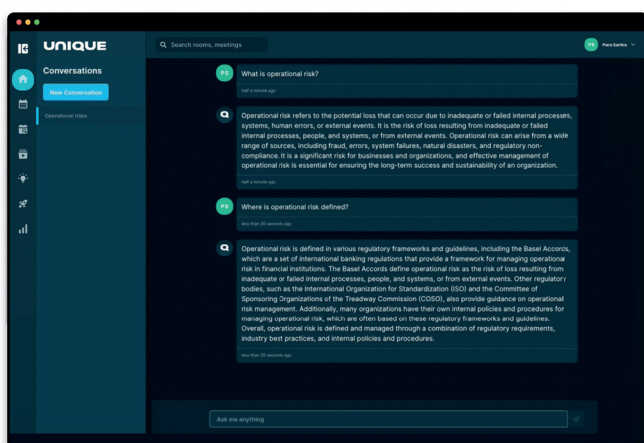 UNIQUE
Search rooms, meetings
PS
Paco Santos
Conversations
New Conversation
Operational risks
PS
What is operational risk?
half a minute ago
Operational risk refers to the potential loss that can occur due to inadequate or failed internal processes,
systems, human errors, or external events. It is the risk of loss resulting from inadequate or failed
internal processes, people, and systems, or from external events. Operational risk can arise from a wide
range of sources, including fraud, errors, system failures, natural disasters, and regulatory non-
compliance. It is a significant risk for businesses and organizations, and effective management of
operational risk is essential for ensuring the long-term success and sustainability of an organization.
half a minute ago
PS
Where is operational risk defined?
less than 20 seconds ago
Operational risk is defined in various regulatory frameworks and guidelines, including the Basel Accords,
which are a set of international banking regulations that provide a framework for managing operational
risk in financial institutions. The Basel Accords define operational risk as the risk of loss resulting from
inadequate or failed internal processes, people, and systems, or from external events. Other regulatory
bodies, such as the International Organization for Standardization (ISO) and the Committee of
Sponsoring Organizations of the Treadway Commission (COSO), also provide guidance on operational
risk management. Additionally, many organizations have their own internal policies and procedures for
managing operational risk, which are often based on these regulatory frameworks and guidelines.
Overall, operational risk is defined and managed through a combination of regulatory requirements,
industry best practices, and internal policies and procedures.
less than 20 seconds ago
Ask me anything